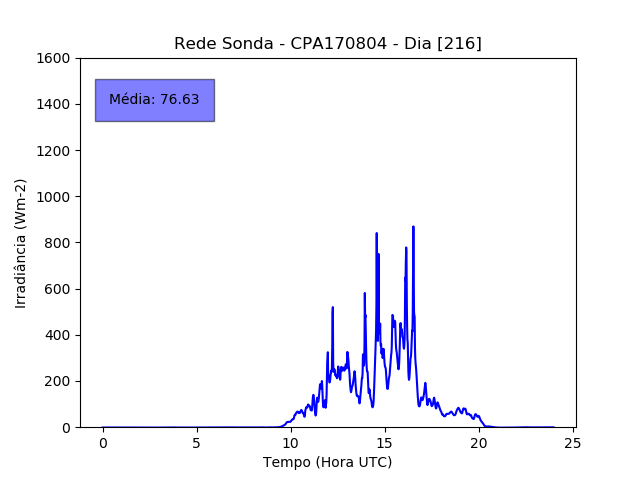 Rede Sonda - CPA170804 - Dia [216]
1600
1400
1200
1000
800
600
400
200
0
Média: 76.63
Irradiância (Wm-2)
0 5 10 15 20 25
Tempo (Hora UTC)